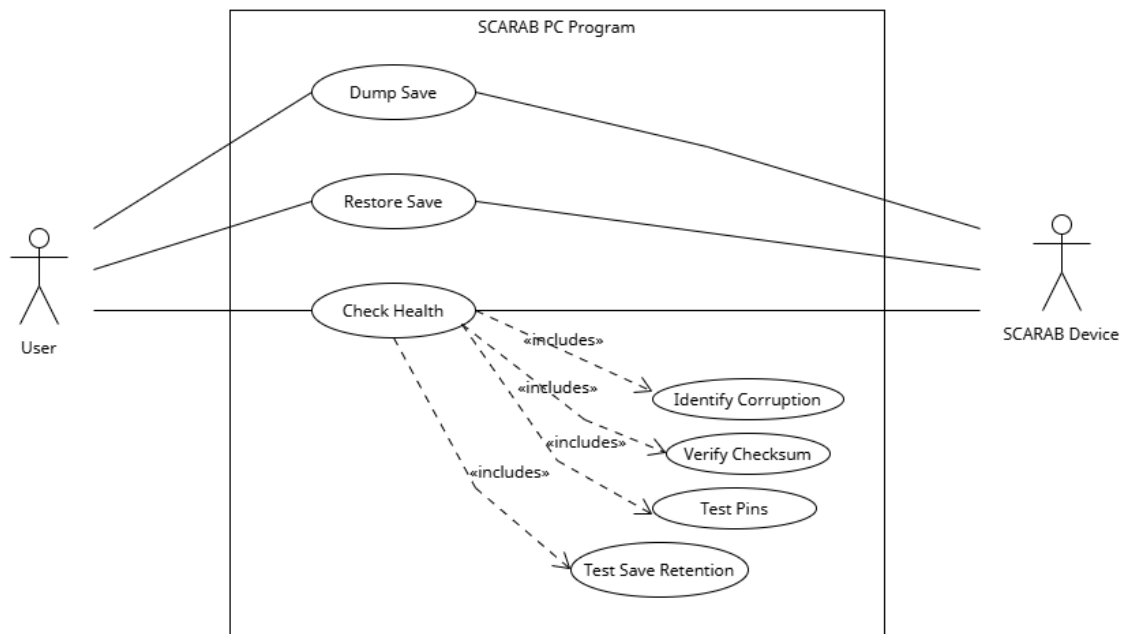 SCARAB PC Program
Dump Save
Restore Save
Check Health
User
SCARAB Device
«includes»
Identify Corruption
«includes»
Verify Checksum
«includes»
Test Pins
«includes»
Test Save Retention